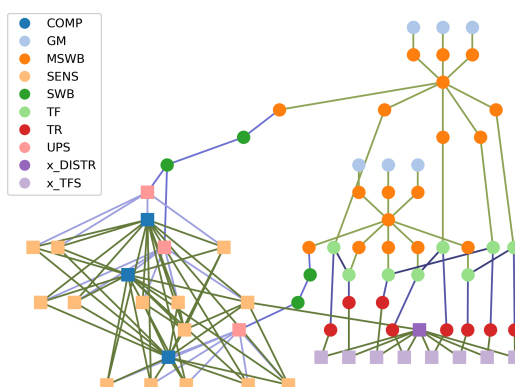 COMP
GM
MSWB
SENS
SWB
TF
TR
UPS
x_DISTR
x_TFS